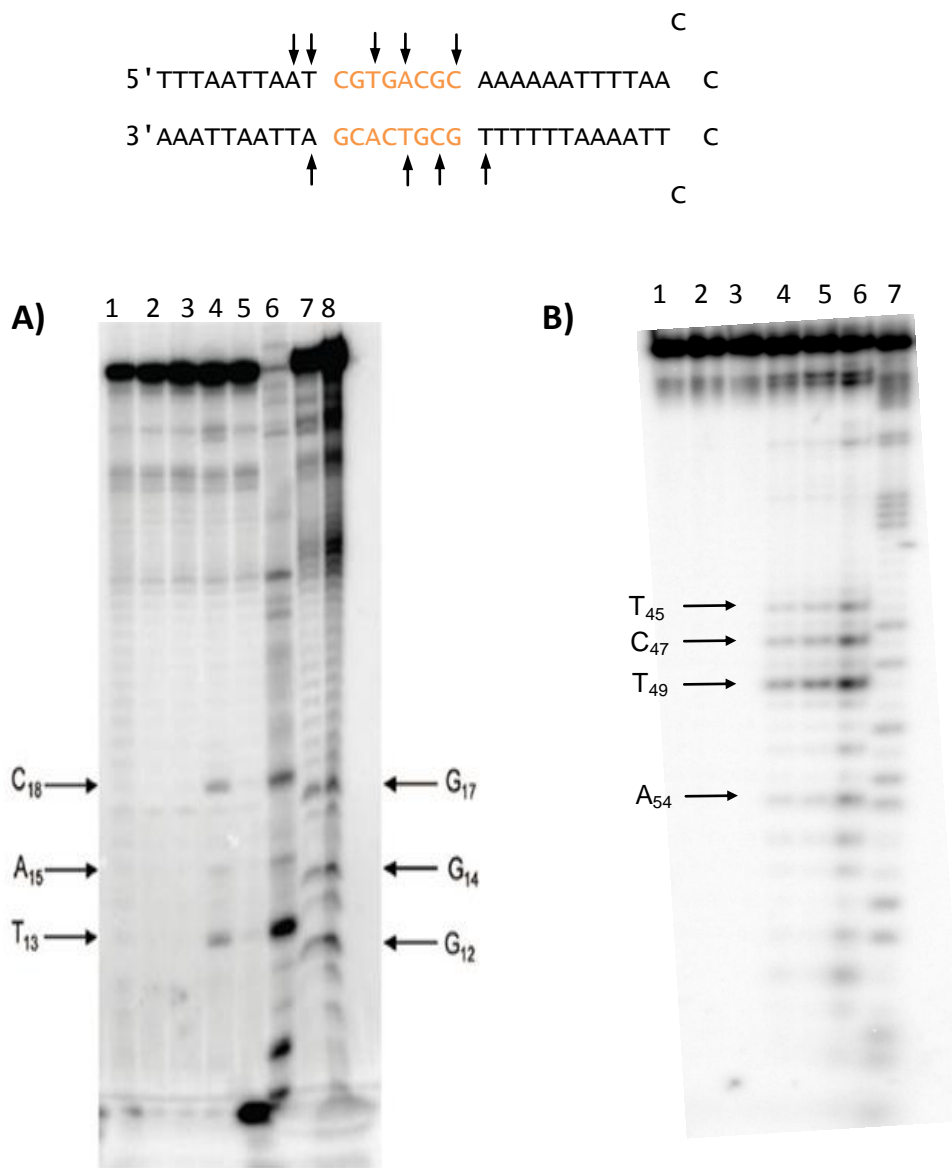 C
5'TTTAATTAAT CGTGACGC AAAAAATTTTAA C
3'AAATTAATTA GCACTGCG TTTTTTAAAATT C
C
A) 1 2 3 4 5 6 7 8
C18
A15
T13
G17
G14
G12
B) 1 2 3 4 5 6 7
T45
C47
T49
A54